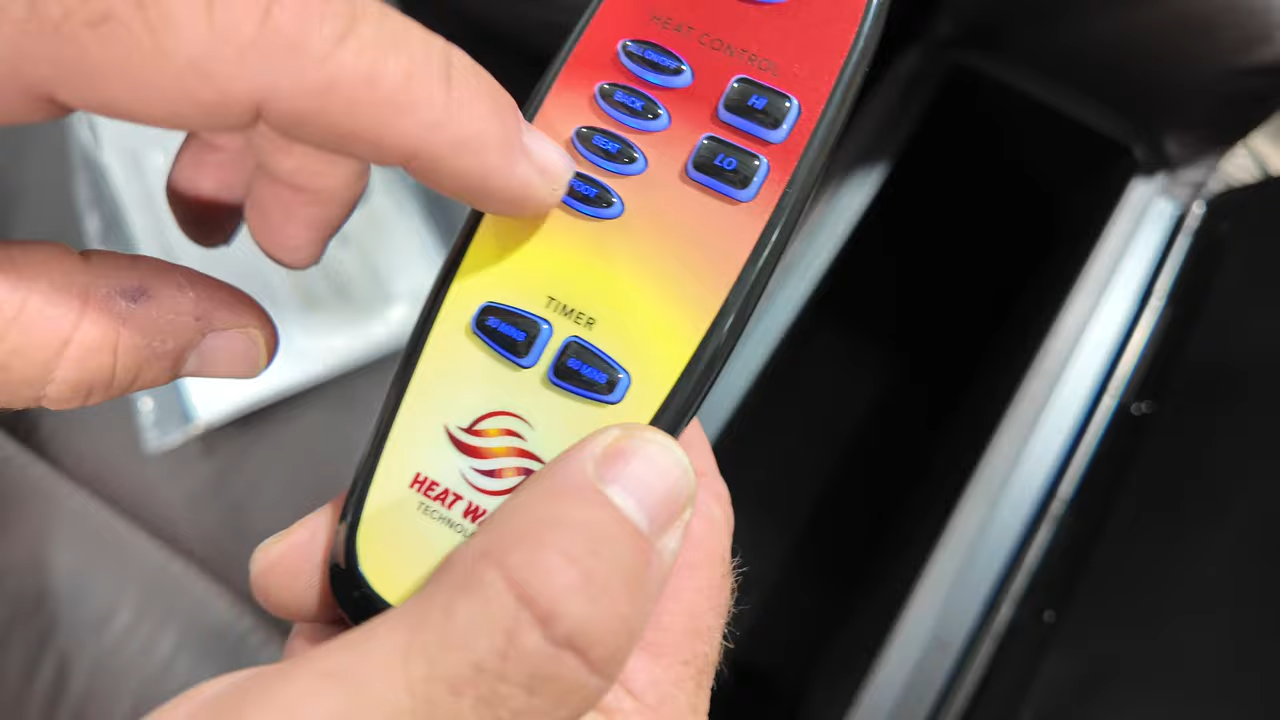 HEAT CONTROL
ALL ON/OFF
BACK
HI
SEAT
LO
FOOT
TIMER
30 MINS
60 MINS
HEAT W
TECHNOL